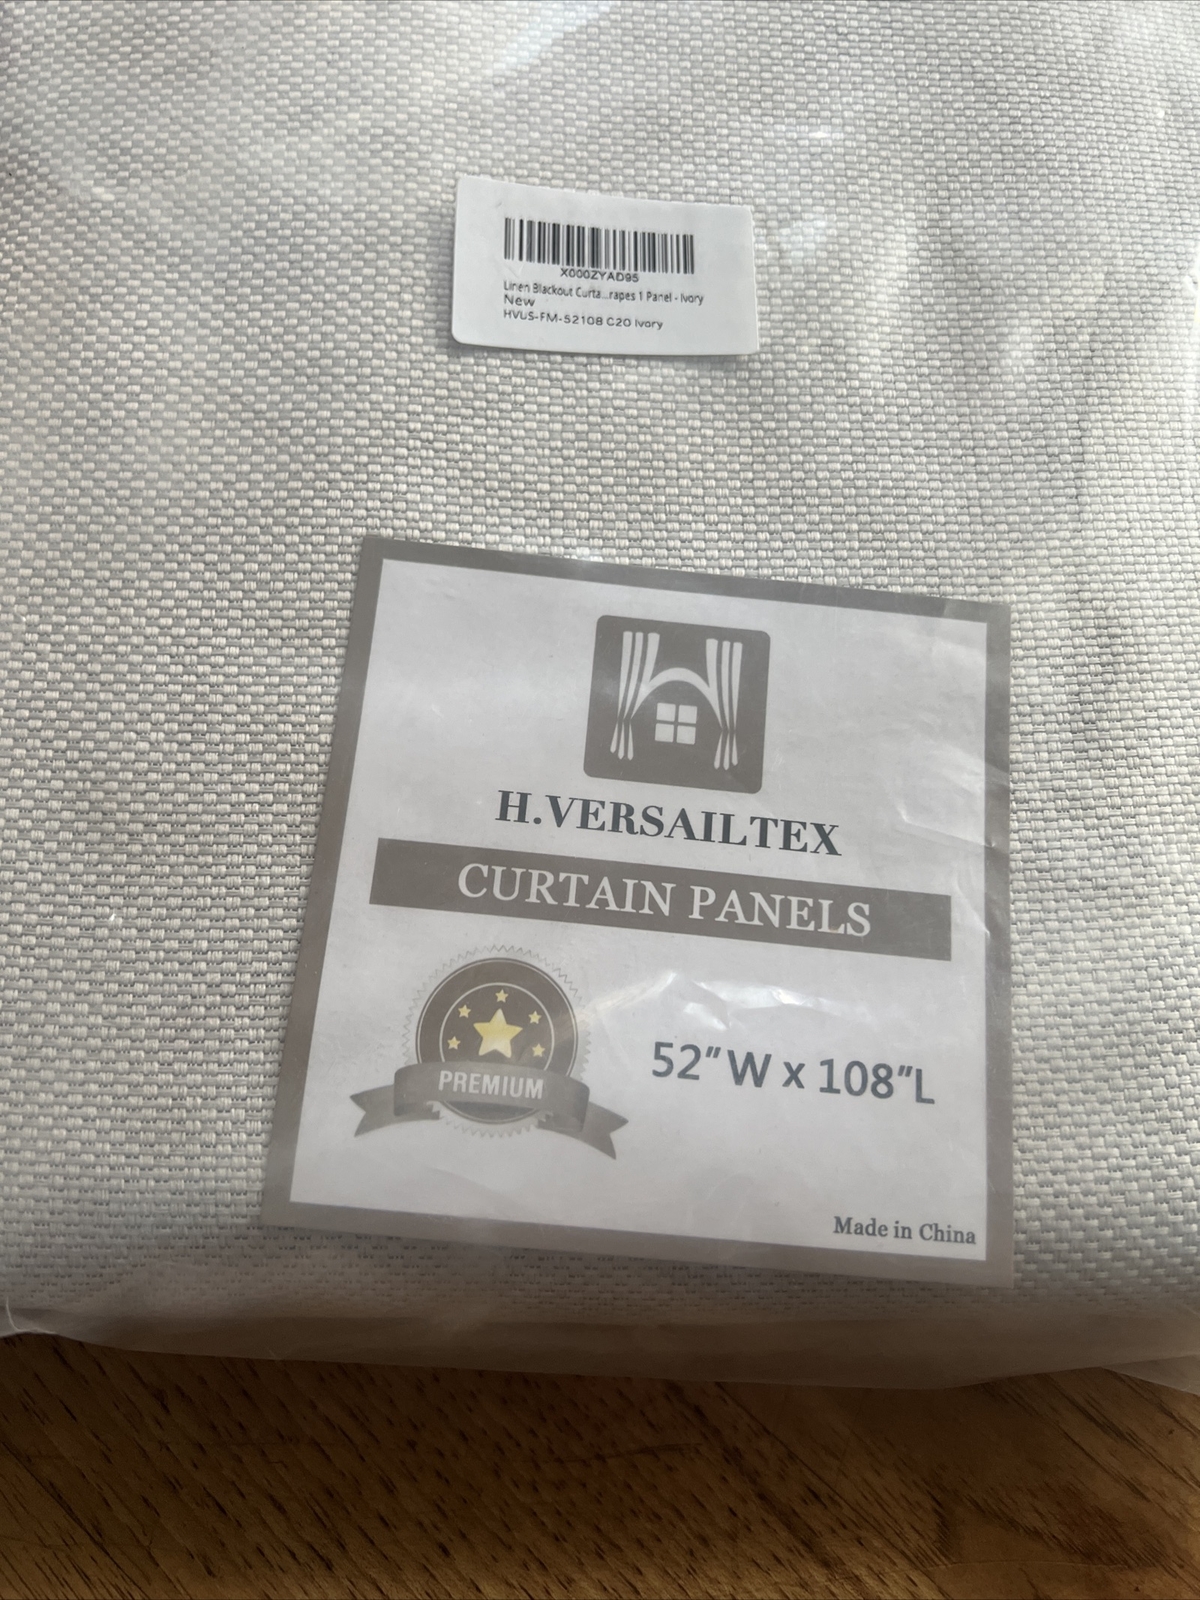 X000ZYAD95
Linen Blackout Curta...rapes 1 Panel - Ivory
New
HVUS-FM-52108 C20 Ivory
H.VERSAILTEX
CURTAIN PANELS
PREMIUM
52"W x 108"L
Made in China